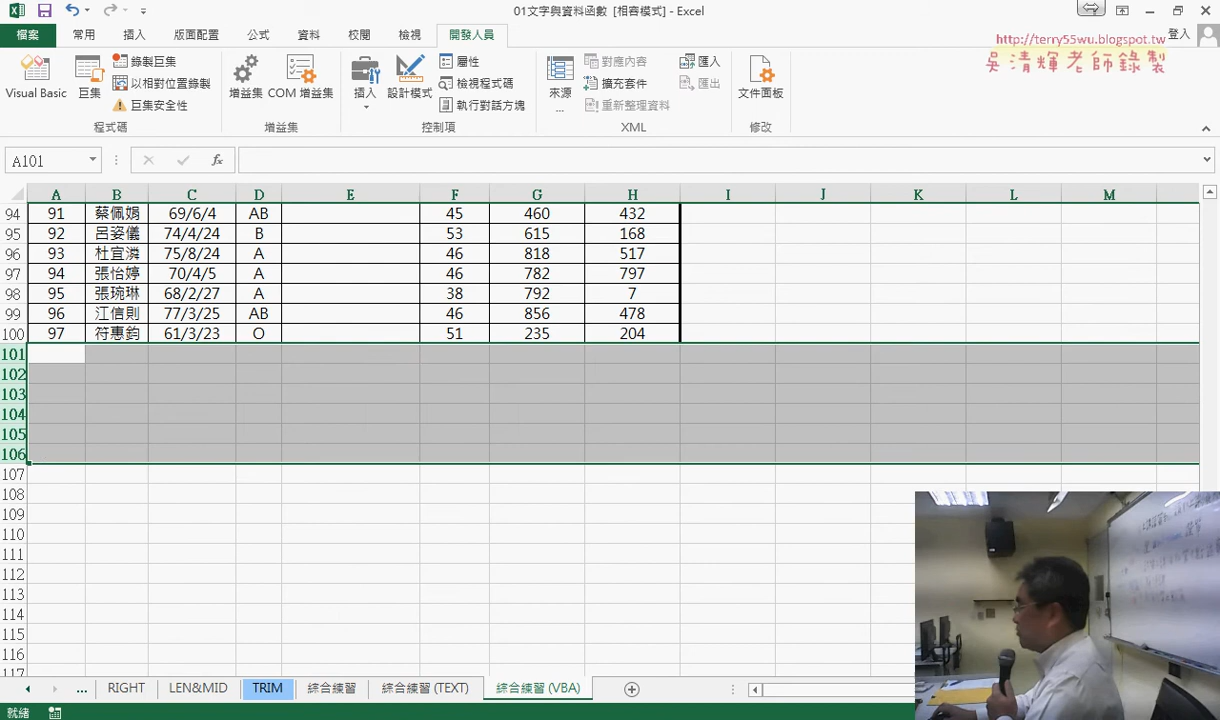 01文字與資料函數 [相容模式] - Excel
檔案 常用 插入 版面配置 公式 資料 校閱 檢視 開發人員 登入
http://terry55wu.blogspot.tw
吳清輝老師錄製
Visual Basic 巨集 錄製巨集 以相對位置錄製 巨集安全性 增益集 COM 增益集 插入 設計模式 屬性 檢視程式碼 執行對話方塊 來源 ... 對應內容 擴充套件 重新整理資料 匯入 匯出 文件面板
程式碼 增益集 控制項 XML 修改
A101 fx
A B C D E F G H I J K L M
94 91 蔡佩娟 69/6/4 AB 45 460 432
95 92 呂姿儀 74/4/24 B 53 615 168
96 93 杜宜潾 75/8/24 A 46 818 517
97 94 張怡婷 70/4/5 A 46 782 797
98 95 張琬琳 68/2/27 A 38 792 7
99 96 江信則 77/3/25 AB 46 856 478
100 97 符惠鈞 61/3/23 O 51 235 204
101
102
103
104
105
106
107
108
109
110
111
112
113
114
115
116
117
... RIGHT LEN&MID TRIM 綜合練習 綜合練習 (TEXT) 綜合練習 (VBA)
就緒